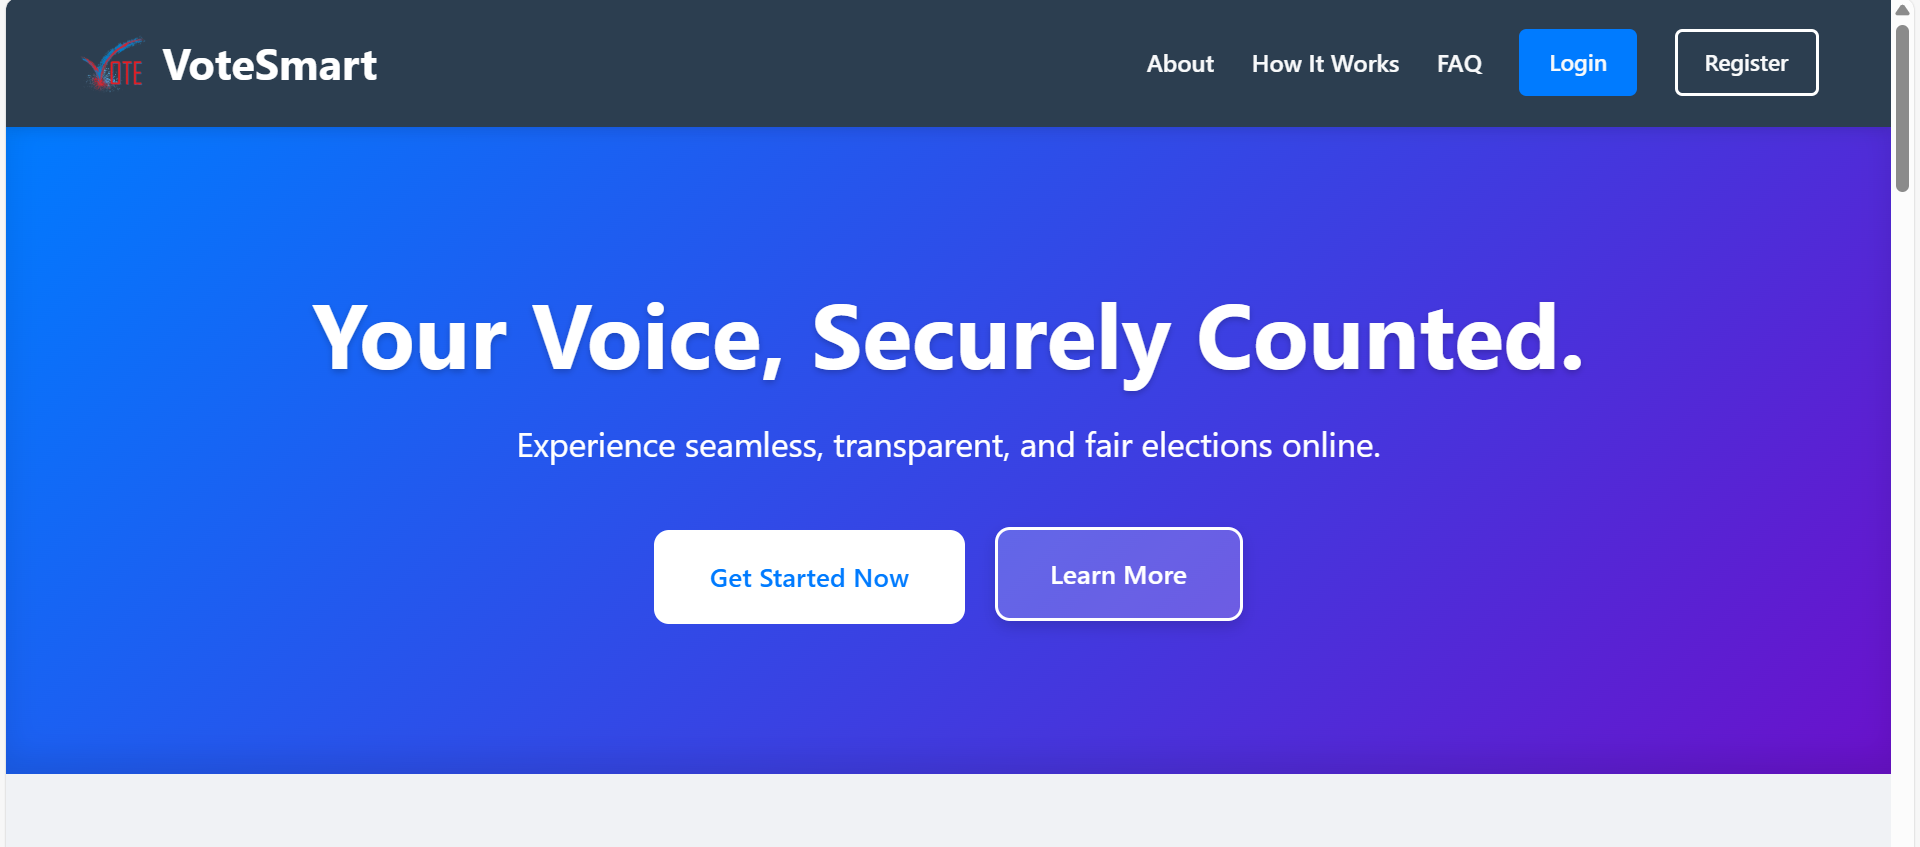 VOTE
VoteSmart
About
How It Works
FAQ
Login
Register
Your Voice, Securely Counted.
Experience seamless, transparent, and fair elections online.
Get Started Now
Learn More